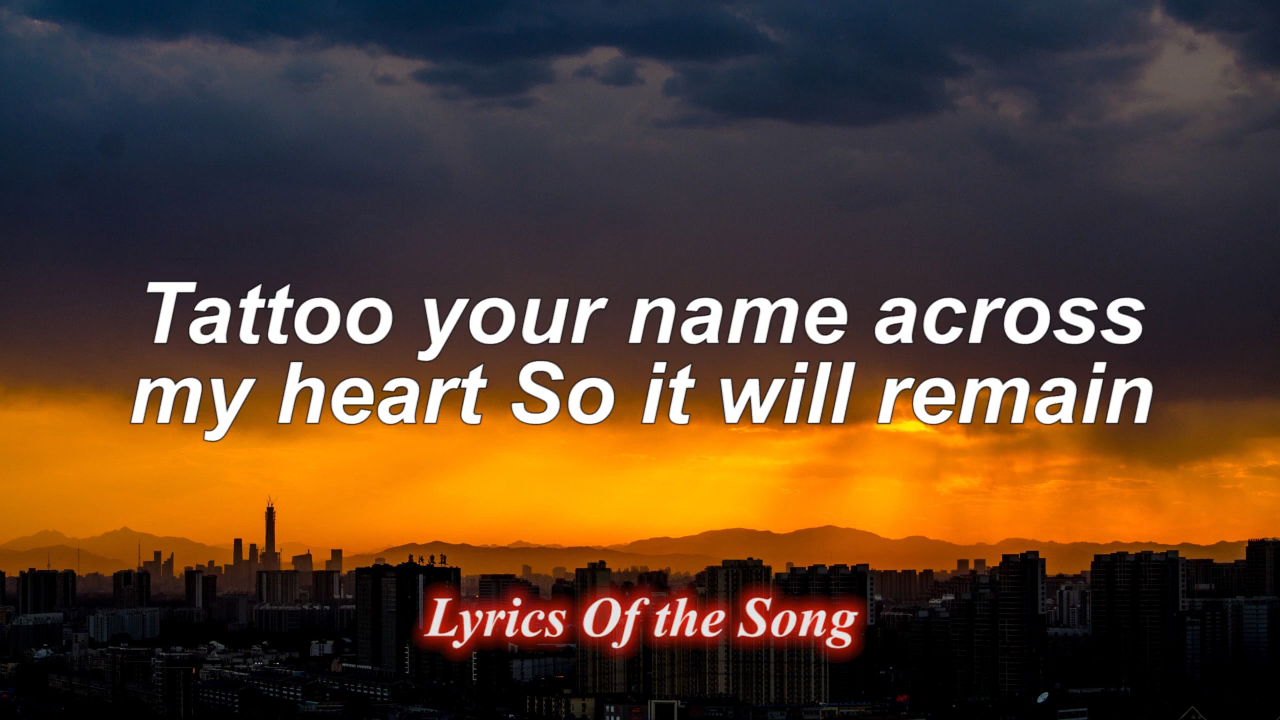 Tattoo your name across
my heart So it will remain
Lyrics Of the Song